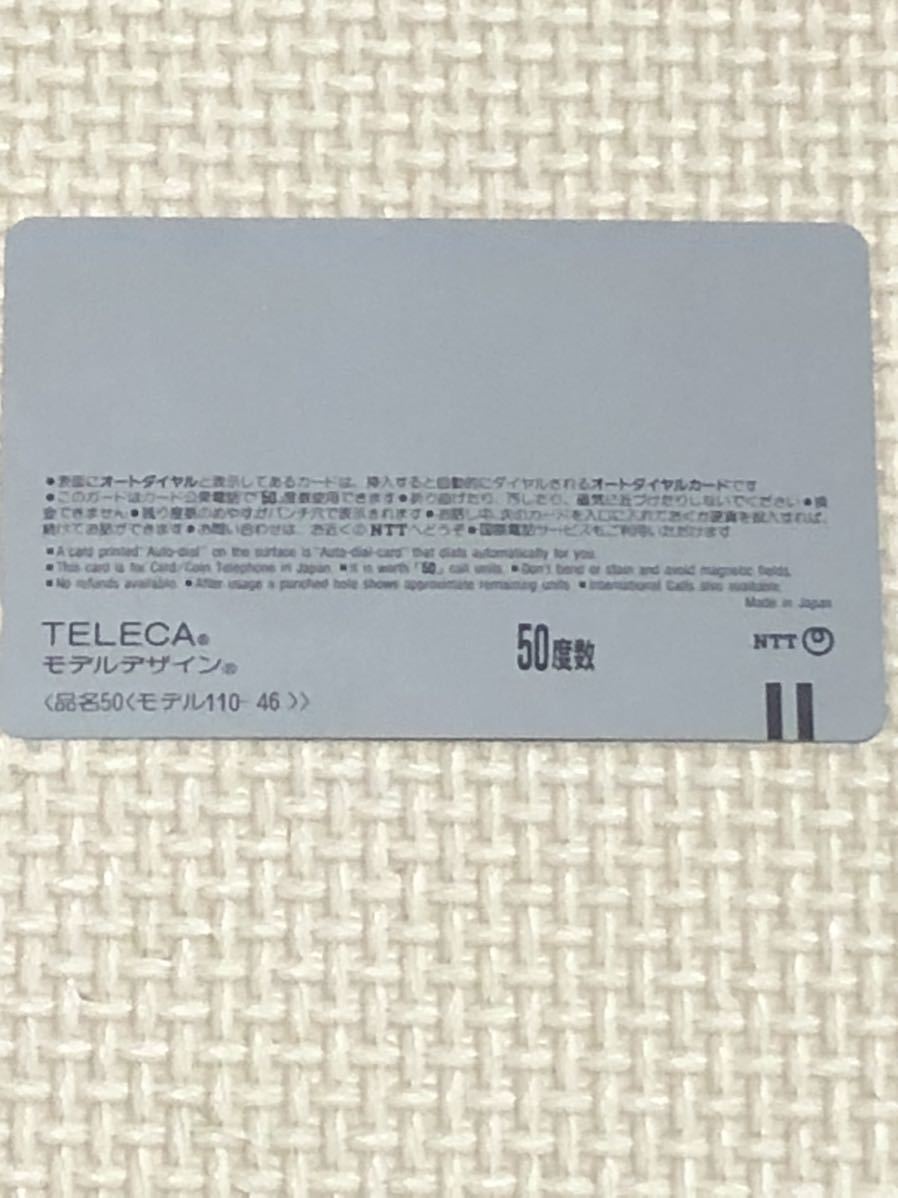 ●表面にオートダイヤルと表示してあるカードは、挿入すると自動的にダイヤルされるオートダイヤルカードです
●このカードはカード公衆電話で「50」度数使用できます●折り曲げたり、汚したり、磁気に近づけたりしないでください●換
金できません●残り度数のめやすがパンチ穴で表示されます●お話し中、次のカードを入口に入れておくか硬貨を投入すれば、
続けてお話ができます●お問い合わせは、お近くのNTTへどうぞ●国際電話サービスもご利用いただけます
■A card printed "Auto-dial" on the surface is "Auto-dial-card" that dials automatically for you.
■This card is for Card/Coin Telephone in Japan. ■It is worth「50」call units. ■Don't bend or stain and avoid magnetic fields.
■No refunds available. ■After usage a punched hole shows approximate remaining units. ■International Calls also available.
Made in Japan
TELECA® 50度数 NTT
モデルデザイン®
〈品名50〈モデル110- 46 〉〉